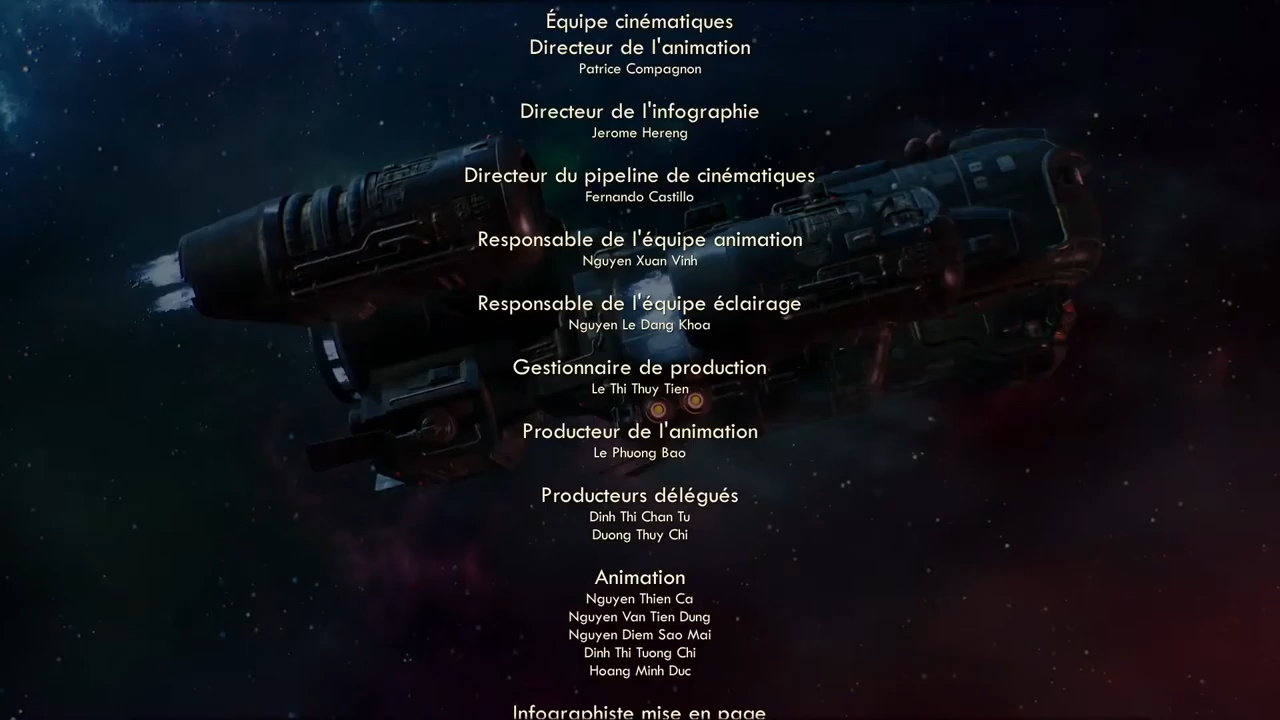 Équipe cinématiques
Directeur de l'animation
Patrice Compagnon
Directeur de l'infographie
Jerome Hereng
Directeur du pipeline de cinématiques
Fernando Castillo
Responsable de l'équipe animation
Nguyen Xuan Vinh
Responsable de l'équipe éclairage
Nguyen Le Dang Khoa
Gestionnaire de production
Le Thi Thuy Tien
Producteur de l'animation
Le Phuong Bao
Producteurs délégués
Dinh Thi Chan Tu
Duong Thuy Chi
Animation
Nguyen Thien Ca
Nguyen Van Tien Dung
Nguyen Diem Sao Mai
Dinh Thi Tuong Chi
Hoang Minh Duc
Infographiste mise en page